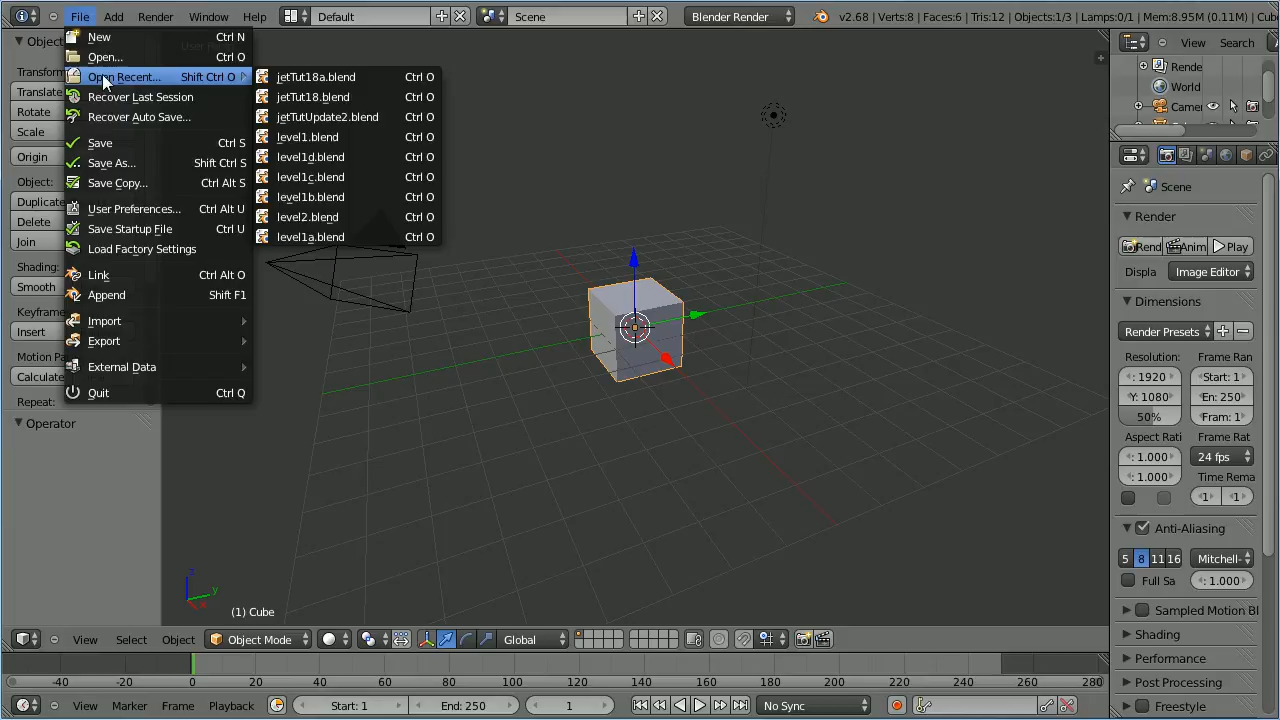 File Add Render Window Help Default Scene Blender Render v2.68 | Verts:8 | Faces:6 | Tris:12 | Objects:1/3 | Lamps:0/1 | Mem:8.95M (0.11M) | Cube
New Ctrl N
Open... Ctrl O
Open Recent... Shift Ctrl O
Recover Last Session
Recover Auto Save...
Save Ctrl S
Save As... Shift Ctrl S
Save Copy... Ctrl Alt S
User Preferences... Ctrl Alt U
Save Startup File Ctrl U
Load Factory Settings
Link Ctrl Alt O
Append Shift F1
Import
Export
External Data
Quit Ctrl Q
jetTut18a.blend Ctrl O
jetTut18.blend Ctrl O
jetTutUpdate2.blend Ctrl O
level1.blend Ctrl O
level1d.blend Ctrl O
level1c.blend Ctrl O
level1b.blend Ctrl O
level2.blend Ctrl O
level1a.blend Ctrl O
Object
Transform
Translate
Rotate
Scale
Origin
Object:
Duplicate
Delete
Join
Shading:
Smooth
Keyframe
Insert
Motion Pa
Calculate
Repeat:
Operator
z
y
x
(1) Cube
View Search
Rende
World
Camer
Scene
Render
Rend Anim Play
Displa Image Editor
Dimensions
Render Presets
Resolution: Frame Ran
: 1920 Start: 1
Y: 1080 En: 250
50% Fram: 1
Aspect Rati Frame Rat
: 1.000 24 fps
: 1.000 Time Rema
1 1
Anti-Aliasing
5 8 11 16 Mitchell-
Full Sa : 1.000
Sampled Motion Bl
Shading
Performance
Post Processing
Freestyle
View Select Object Object Mode Global
-40 -20 0 20 40 60 80 100 120 140 160 180 200 220 240 260 280
View Marker Frame Playback Start: 1 End: 250 1 No Sync